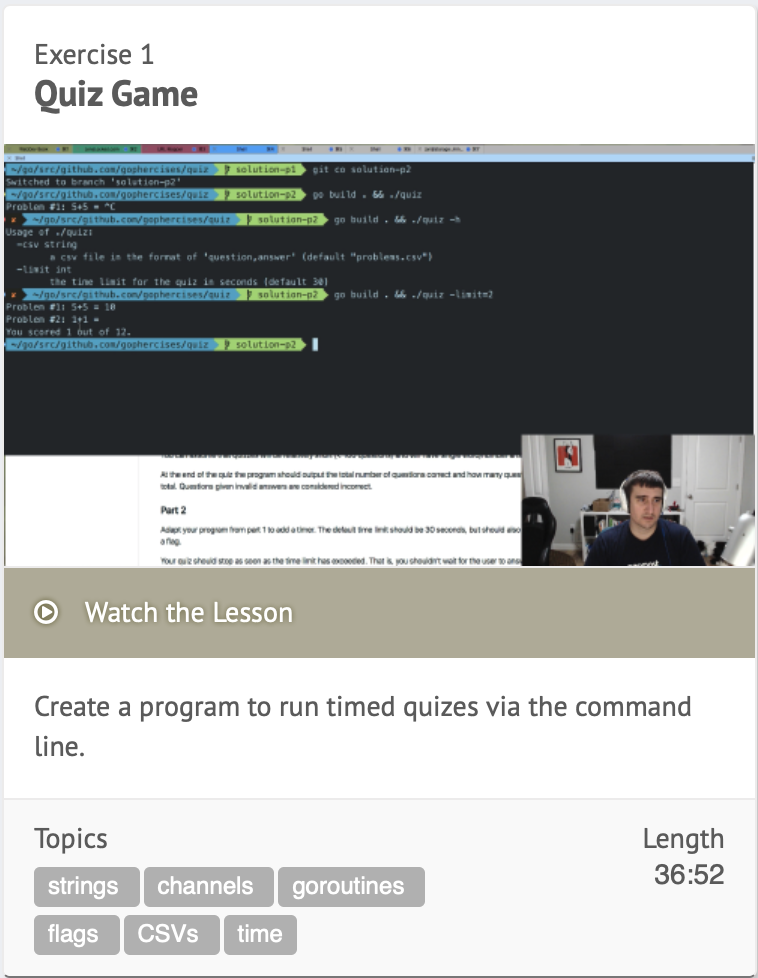 Exercise 1
Quiz Game
~/go/src/github.com/gophercises/quiz solution-p1 git co solution-p2
Switched to branch 'solution-p2'
~/go/src/github.com/gophercises/quiz solution-p2 go build . && ./quiz
Problem #1: 5+5 = ^C
x ~/go/src/github.com/gophercises/quiz solution-p2 go build . && ./quiz -h
Usage of ./quiz:
-csv string
a csv file in the format of 'question,answer' (default "problems.csv")
-limit int
the time limit for the quiz in seconds (default 30)
x ~/go/src/github.com/gophercises/quiz solution-p2 go build . && ./quiz -limit=2
Problem #1: 5+5 = 10
Problem #2: 1+1 =
You scored 1 out of 12.
~/go/src/github.com/gophercises/quiz solution-p2
At the end of the quiz the program should output the total number of questions correct and how many
total. Questions given invalid answers are considered incorrect.
Part 2
Adapt your program from part 1 to add a timer. The default time limit should be 30 seconds, but should also
a flag.
Your quiz should stop as soon as the time limit has exceeded. That is, you shouldn't wait for the user to
Watch the Lesson
Create a program to run timed quizes via the command
line.
Topics
Length
36:52
strings channels goroutines
flags CSVs time